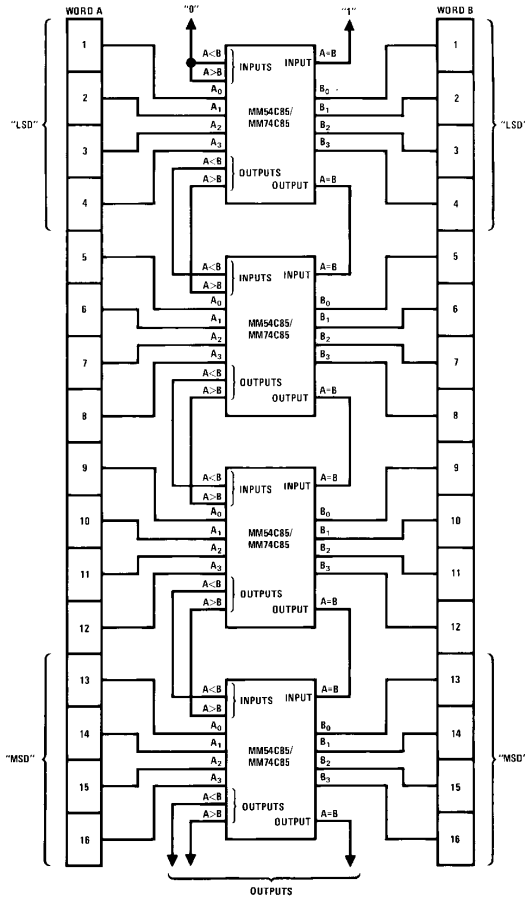 WORD A "0" "1" WORD B
1 A<B INPUTS INPUT A=B 1
A>B
A0 B0
2 A1 MM54C85/ B1 2
"LSD" A2 MM74C85 B2 "LSD"
3 A3 B3 3
A<B OUTPUTS
4 A>B OUTPUT A=B 4
5 A<B INPUTS INPUT A=B 5
A>B
A0 B0
6 A1 MM54C85/ B1 6
A2 MM74C85 B2
7 A3 B3 7
A<B OUTPUTS
8 A>B OUTPUT A=B 8
9 A<B INPUTS INPUT A=B 9
A>B
A0 B0
10 A1 MM54C85/ B1 10
A2 MM74C85 B2
11 A3 B3 11
A<B OUTPUTS
12 A>B OUTPUT A=B 12
13 A<B INPUTS INPUT A=B 13
A>B
A0 B0
14 A1 MM54C85/ B1 14
"MSD" A2 MM74C85 B2 "MSD"
15 A3 B3 15
A<B OUTPUTS
16 A>B OUTPUT A=B 16
OUTPUTS